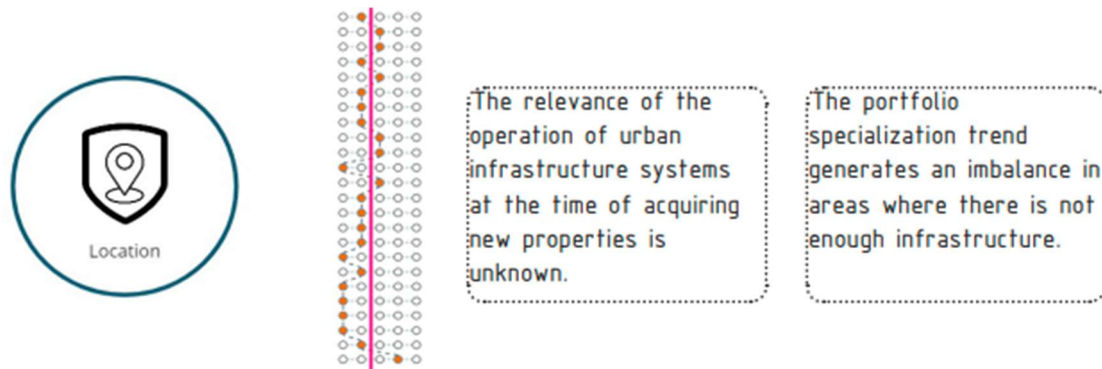 Location
The relevance of the
operation of urban
infrastructure systems
at the time of acquiring
new properties is
unknown.
The portfolio
specialization trend
generates an imbalance in
areas where there is not
enough infrastructure.